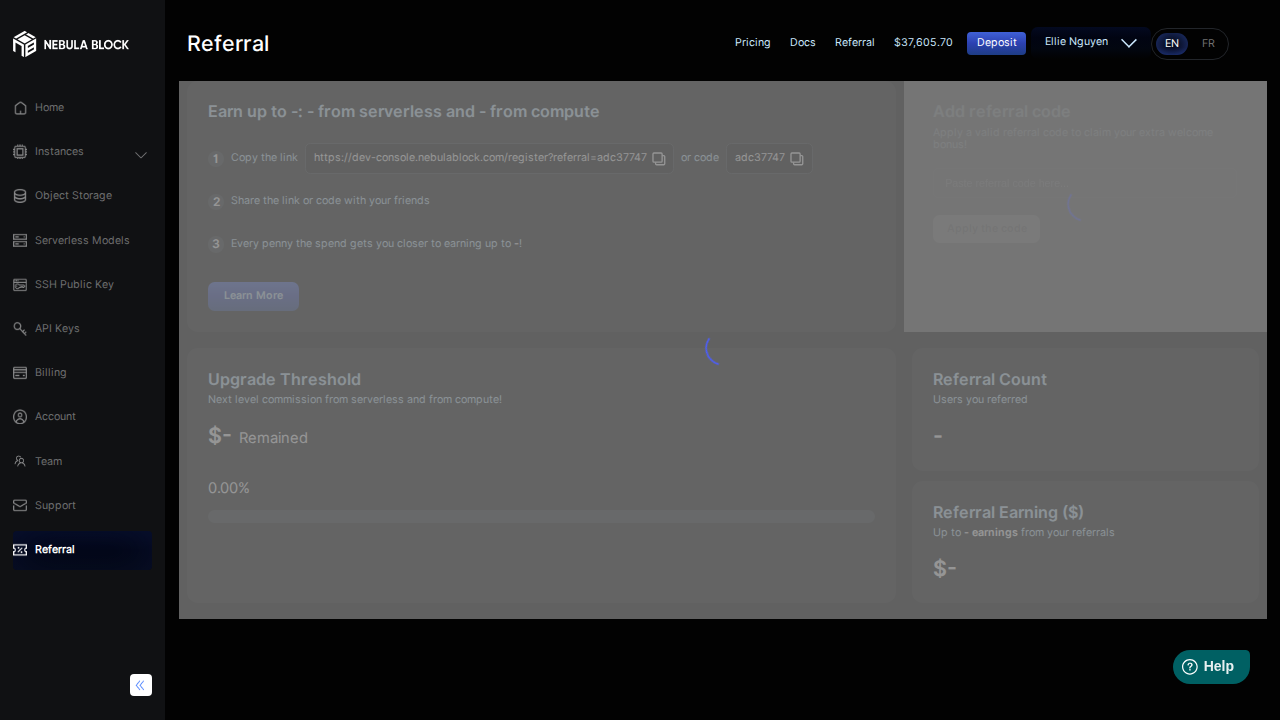 NEBULA BLOCK
Referral
Pricing
Docs
Referral
$37,605.70
Deposit
Ellie Nguyen
EN
FR
Home
Instances
Object Storage
Serverless Models
SSH Public Key
API Keys
Billing
Account
Team
Support
Referral
Earn up to -: - from serverless and - from compute
1 Copy the link https://dev-console.nebulablock.com/register?referral=adc37747 or code adc37747
2 Share the link or code with your friends
3 Every penny the spend gets you closer to earning up to -!
Learn More
Add referral code
Apply a valid referral code to claim your extra welcome
bonus!
Apply the code
Upgrade Threshold
Next level commission from serverless and from compute!
$- Remained
0.00%
Referral Count
Users you referred
-
Referral Earning ($)
Up to - earnings from your referrals
$-
Help